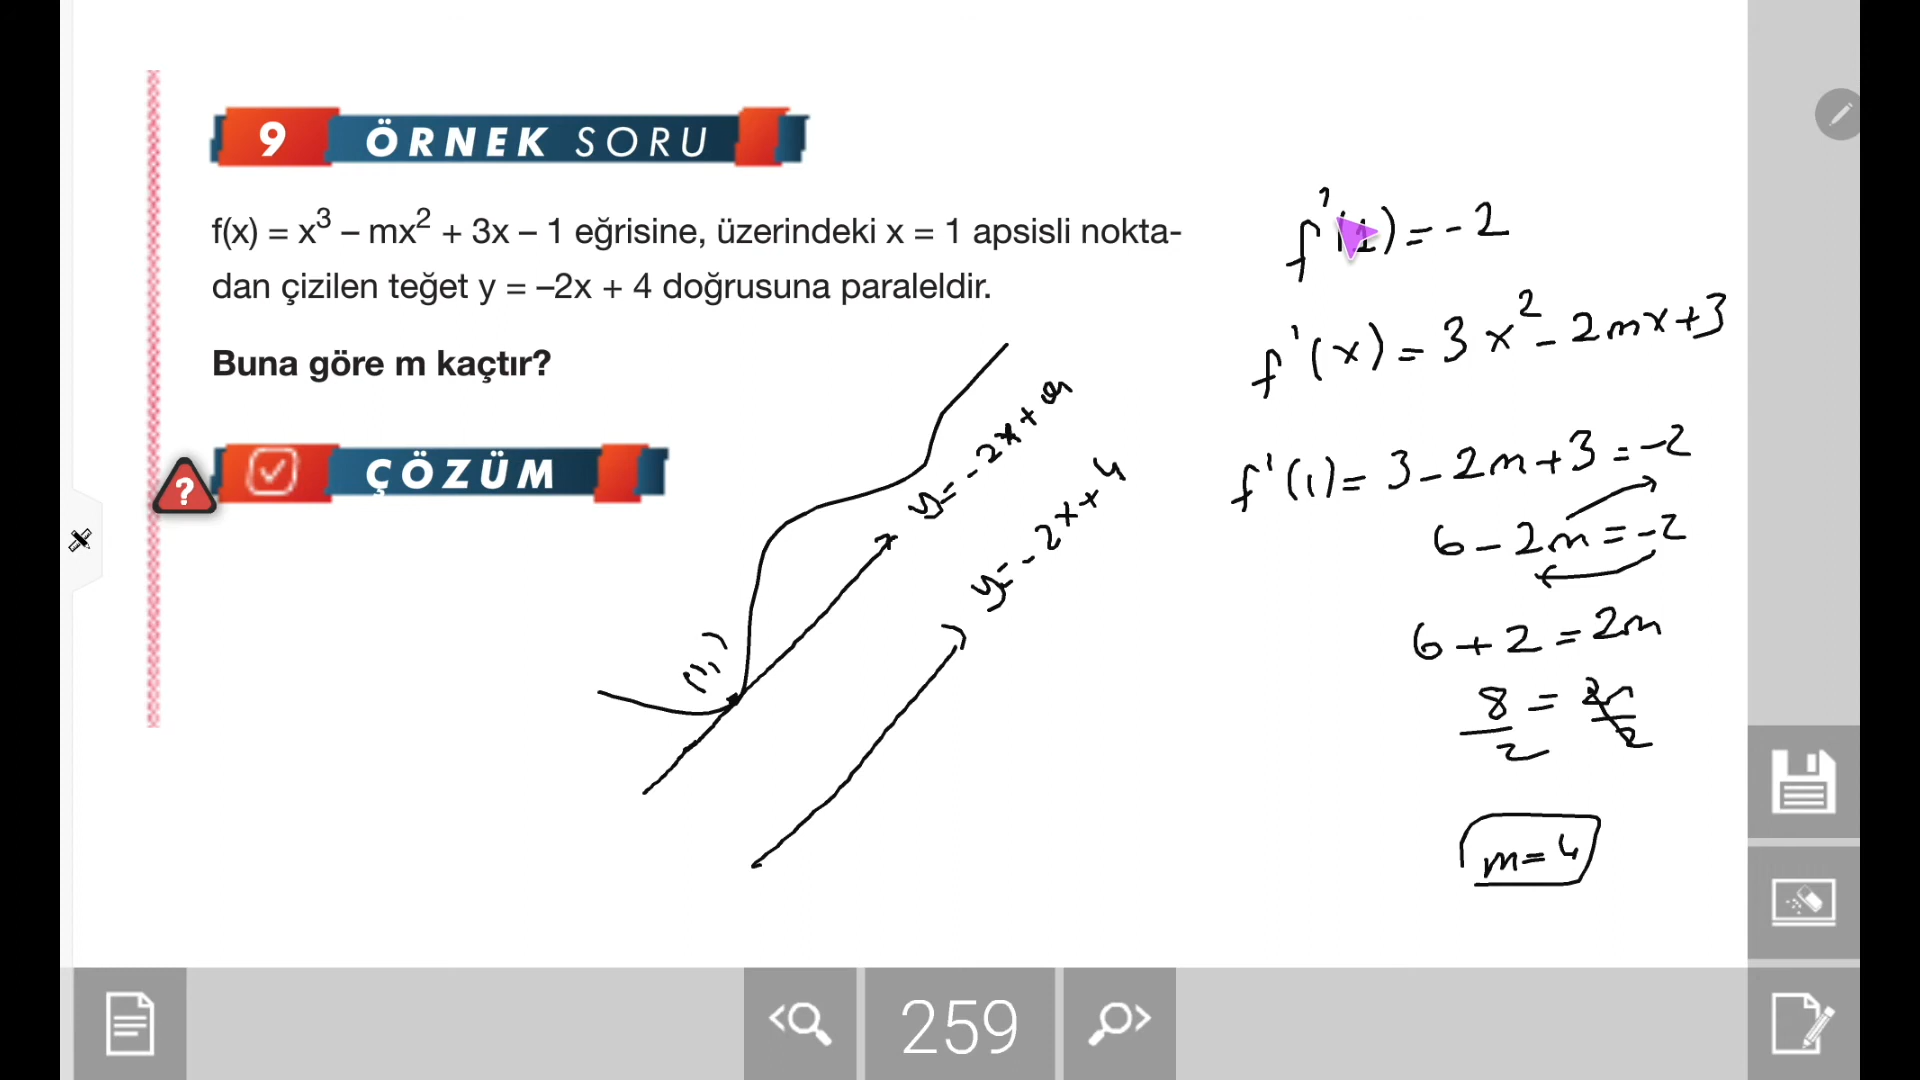 9 ÖRNEK SORU
f(x) = x³ – mx² + 3x – 1 eğrisine, üzerindeki x = 1 apsisli nokta-
dan çizilen teğet y = –2x + 4 doğrusuna paraleldir.
Buna göre m kaçtır?
? ÇÖZÜM
y = -2x + n
y = -2x + 4
(1, )
f'(1) = -2
f'(x) = 3x² - 2mx + 3
f'(1) = 3 - 2m + 3 = -2
6 - 2m = -2
6 + 2 = 2m
8/2 = 2m/2
m = 4
259